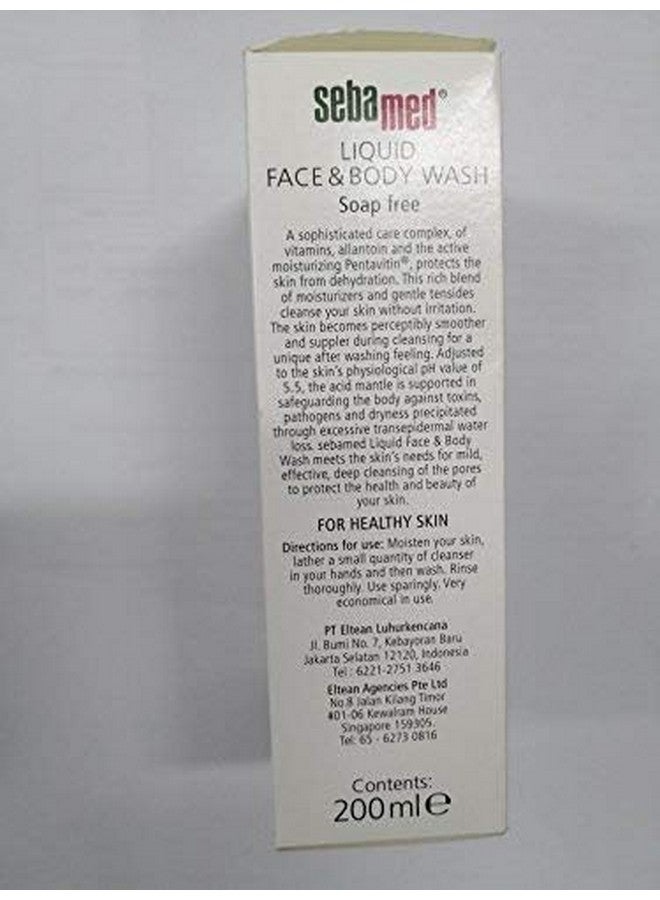 sebamed®
LIQUID
FACE & BODY WASH
Soap free
A sophisticated care complex, of
vitamins, allantoin and the active
moisturizing Pentavitin®, protects the
skin from dehydration. This rich blend
of moisturizers and gentle tensides
cleanse your skin without irritation.
The skin becomes perceptibly smoother
and suppler during cleansing for a
unique after washing feeling. Adjusted
to the skin's physiological pH value of
5.5, the acid mantle is supported in
safeguarding the body against toxins,
pathogens and dryness precipitated
through excessive transepidermal water
loss. sebamed Liquid Face & Body
Wash meets the skin's needs for mild,
effective, deep cleansing of the pores
to protect the health and beauty of
your skin.
FOR HEALTHY SKIN
Directions for use: Moisten your skin,
lather a small quantity of cleanser
in your hands and then wash. Rinse
thoroughly. Use sparingly. Very
economical in use.
PT Eltean Luhurkencana
Jl. Bumi No. 7, Kebayoran Baru
Jakarta Selatan 12120, Indonesia
Tel : 6221-2751 3646
Eltean Agencies Pte Ltd
No.8 Jalan Kilang Timor
#01-06 Kewalram House
Singapore 159305.
Tel: 65 - 6273 0816
Contents:
200 ml ℮